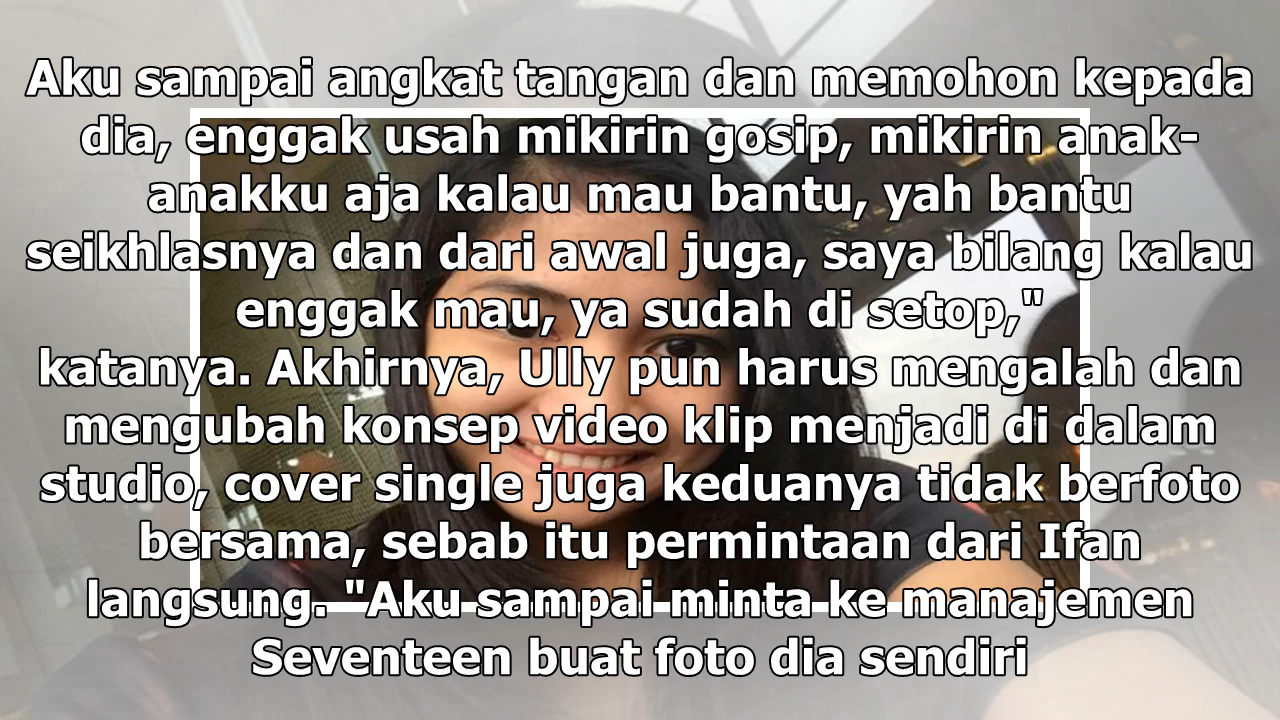 Aku sampai angkat tangan dan memohon kepada
dia, enggak usah mikirin gosip, mikirin anak-
anakku aja kalau mau bantu, yah bantu
seikhlasnya dan dari awal juga, saya bilang kalau
enggak mau, ya sudah di setop,"
katanya. Akhirnya, Ully pun harus mengalah dan
mengubah konsep video klip menjadi di dalam
studio, cover single juga keduanya tidak berfoto
bersama, sebab itu permintaan dari Ifan
langsung. "Aku sampai minta ke manajemen
Seventeen buat foto dia sendiri